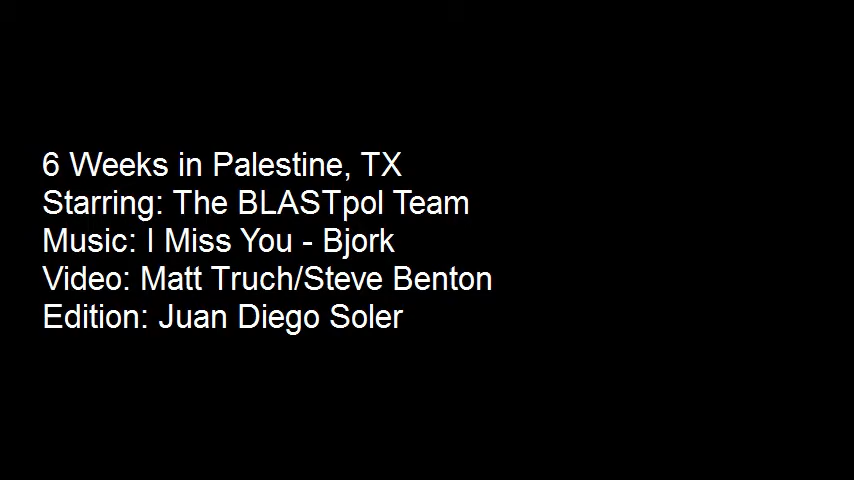 6 Weeks in Palestine, TX
Starring: The BLASTpol Team
Music: I Miss You - Bjork
Video: Matt Truch/Steve Benton
Edition: Juan Diego Soler